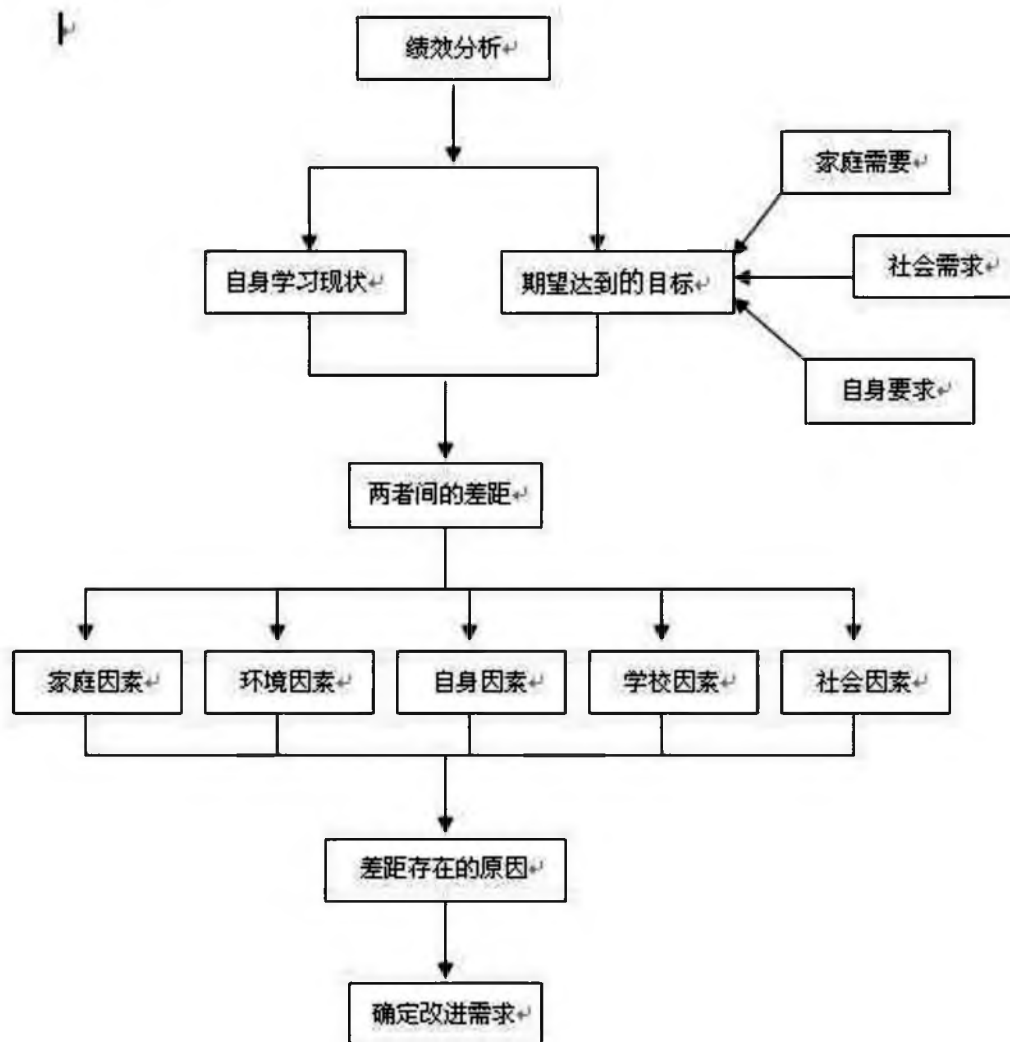 绩效分析
家庭需要
社会需求
自身学习现状
期望达到的目标
自身要求
两者间的差距
家庭因素
环境因素
自身因素
学校因素
社会因素
差距存在的原因
确定改进需求